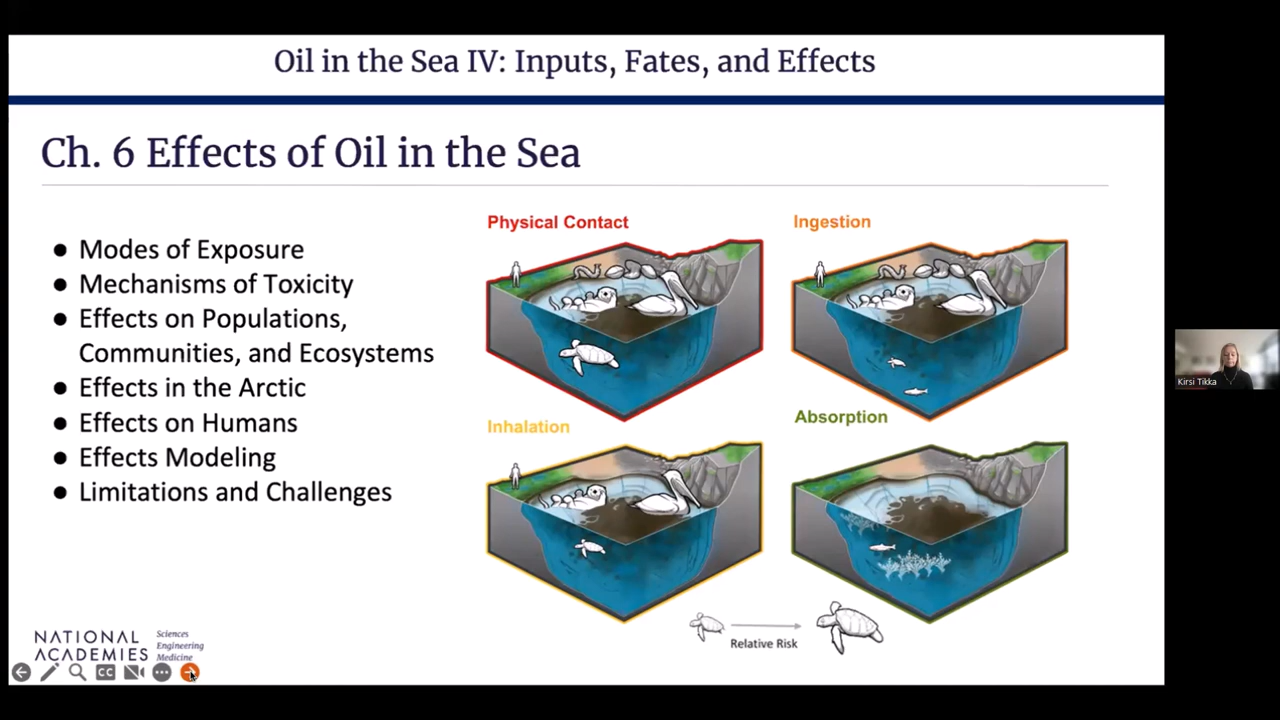 Oil in the Sea IV: Inputs, Fates, and Effects
Ch. 6 Effects of Oil in the Sea
● Modes of Exposure
● Mechanisms of Toxicity
● Effects on Populations,
Communities, and Ecosystems
● Effects in the Arctic
● Effects on Humans
● Effects Modeling
● Limitations and Challenges
Physical Contact
Ingestion
Inhalation
Absorption
Relative Risk
NATIONAL
ACADEMIES
Sciences
Engineering
Medicine
CC
Kirsi Tikka